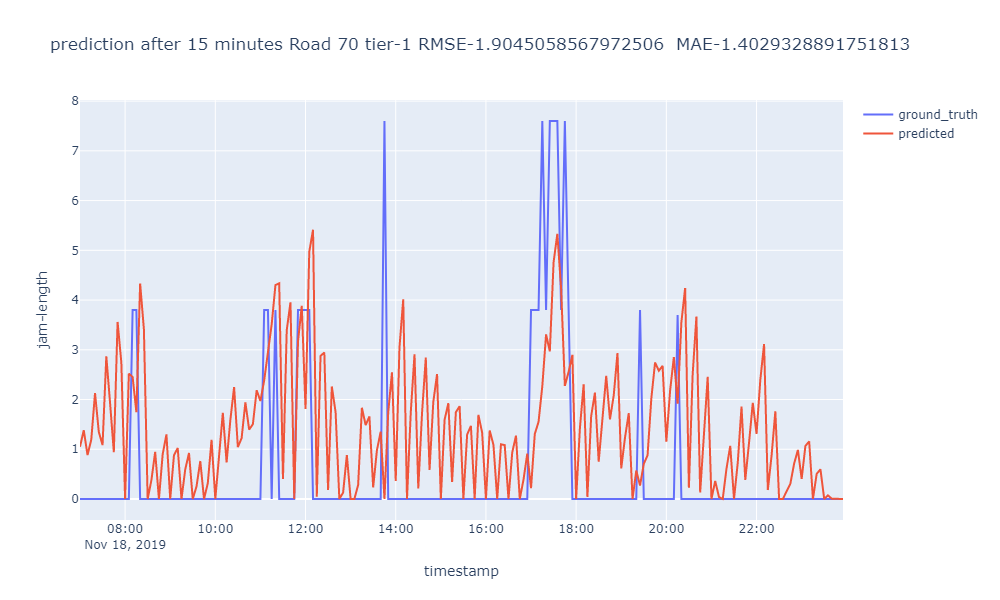 prediction after 15 minutes Road 70 tier-1 RMSE-1.9045058567972506  MAE-1.4029328891751813
ground_truth
predicted
jam-length
8
7
6
5
4
3
2
1
0
08:00 10:00 12:00 14:00 16:00 18:00 20:00 22:00
Nov 18, 2019
timestamp